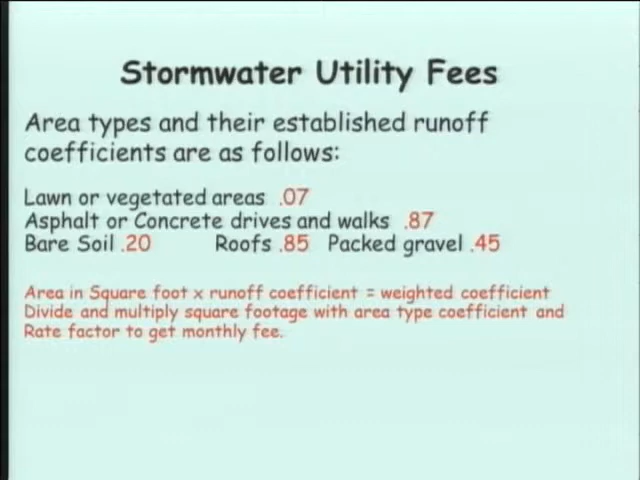 Stormwater Utility Fees
Area types and their established runoff
coefficients are as follows:
Lawn or vegetated areas .07
Asphalt or Concrete drives and walks .87
Bare Soil .20 Roofs .85 Packed gravel .45
Area in Square foot x runoff coefficient = weighted coefficient
Divide and multiply square footage with area type coefficient and
Rate factor to get monthly fee.